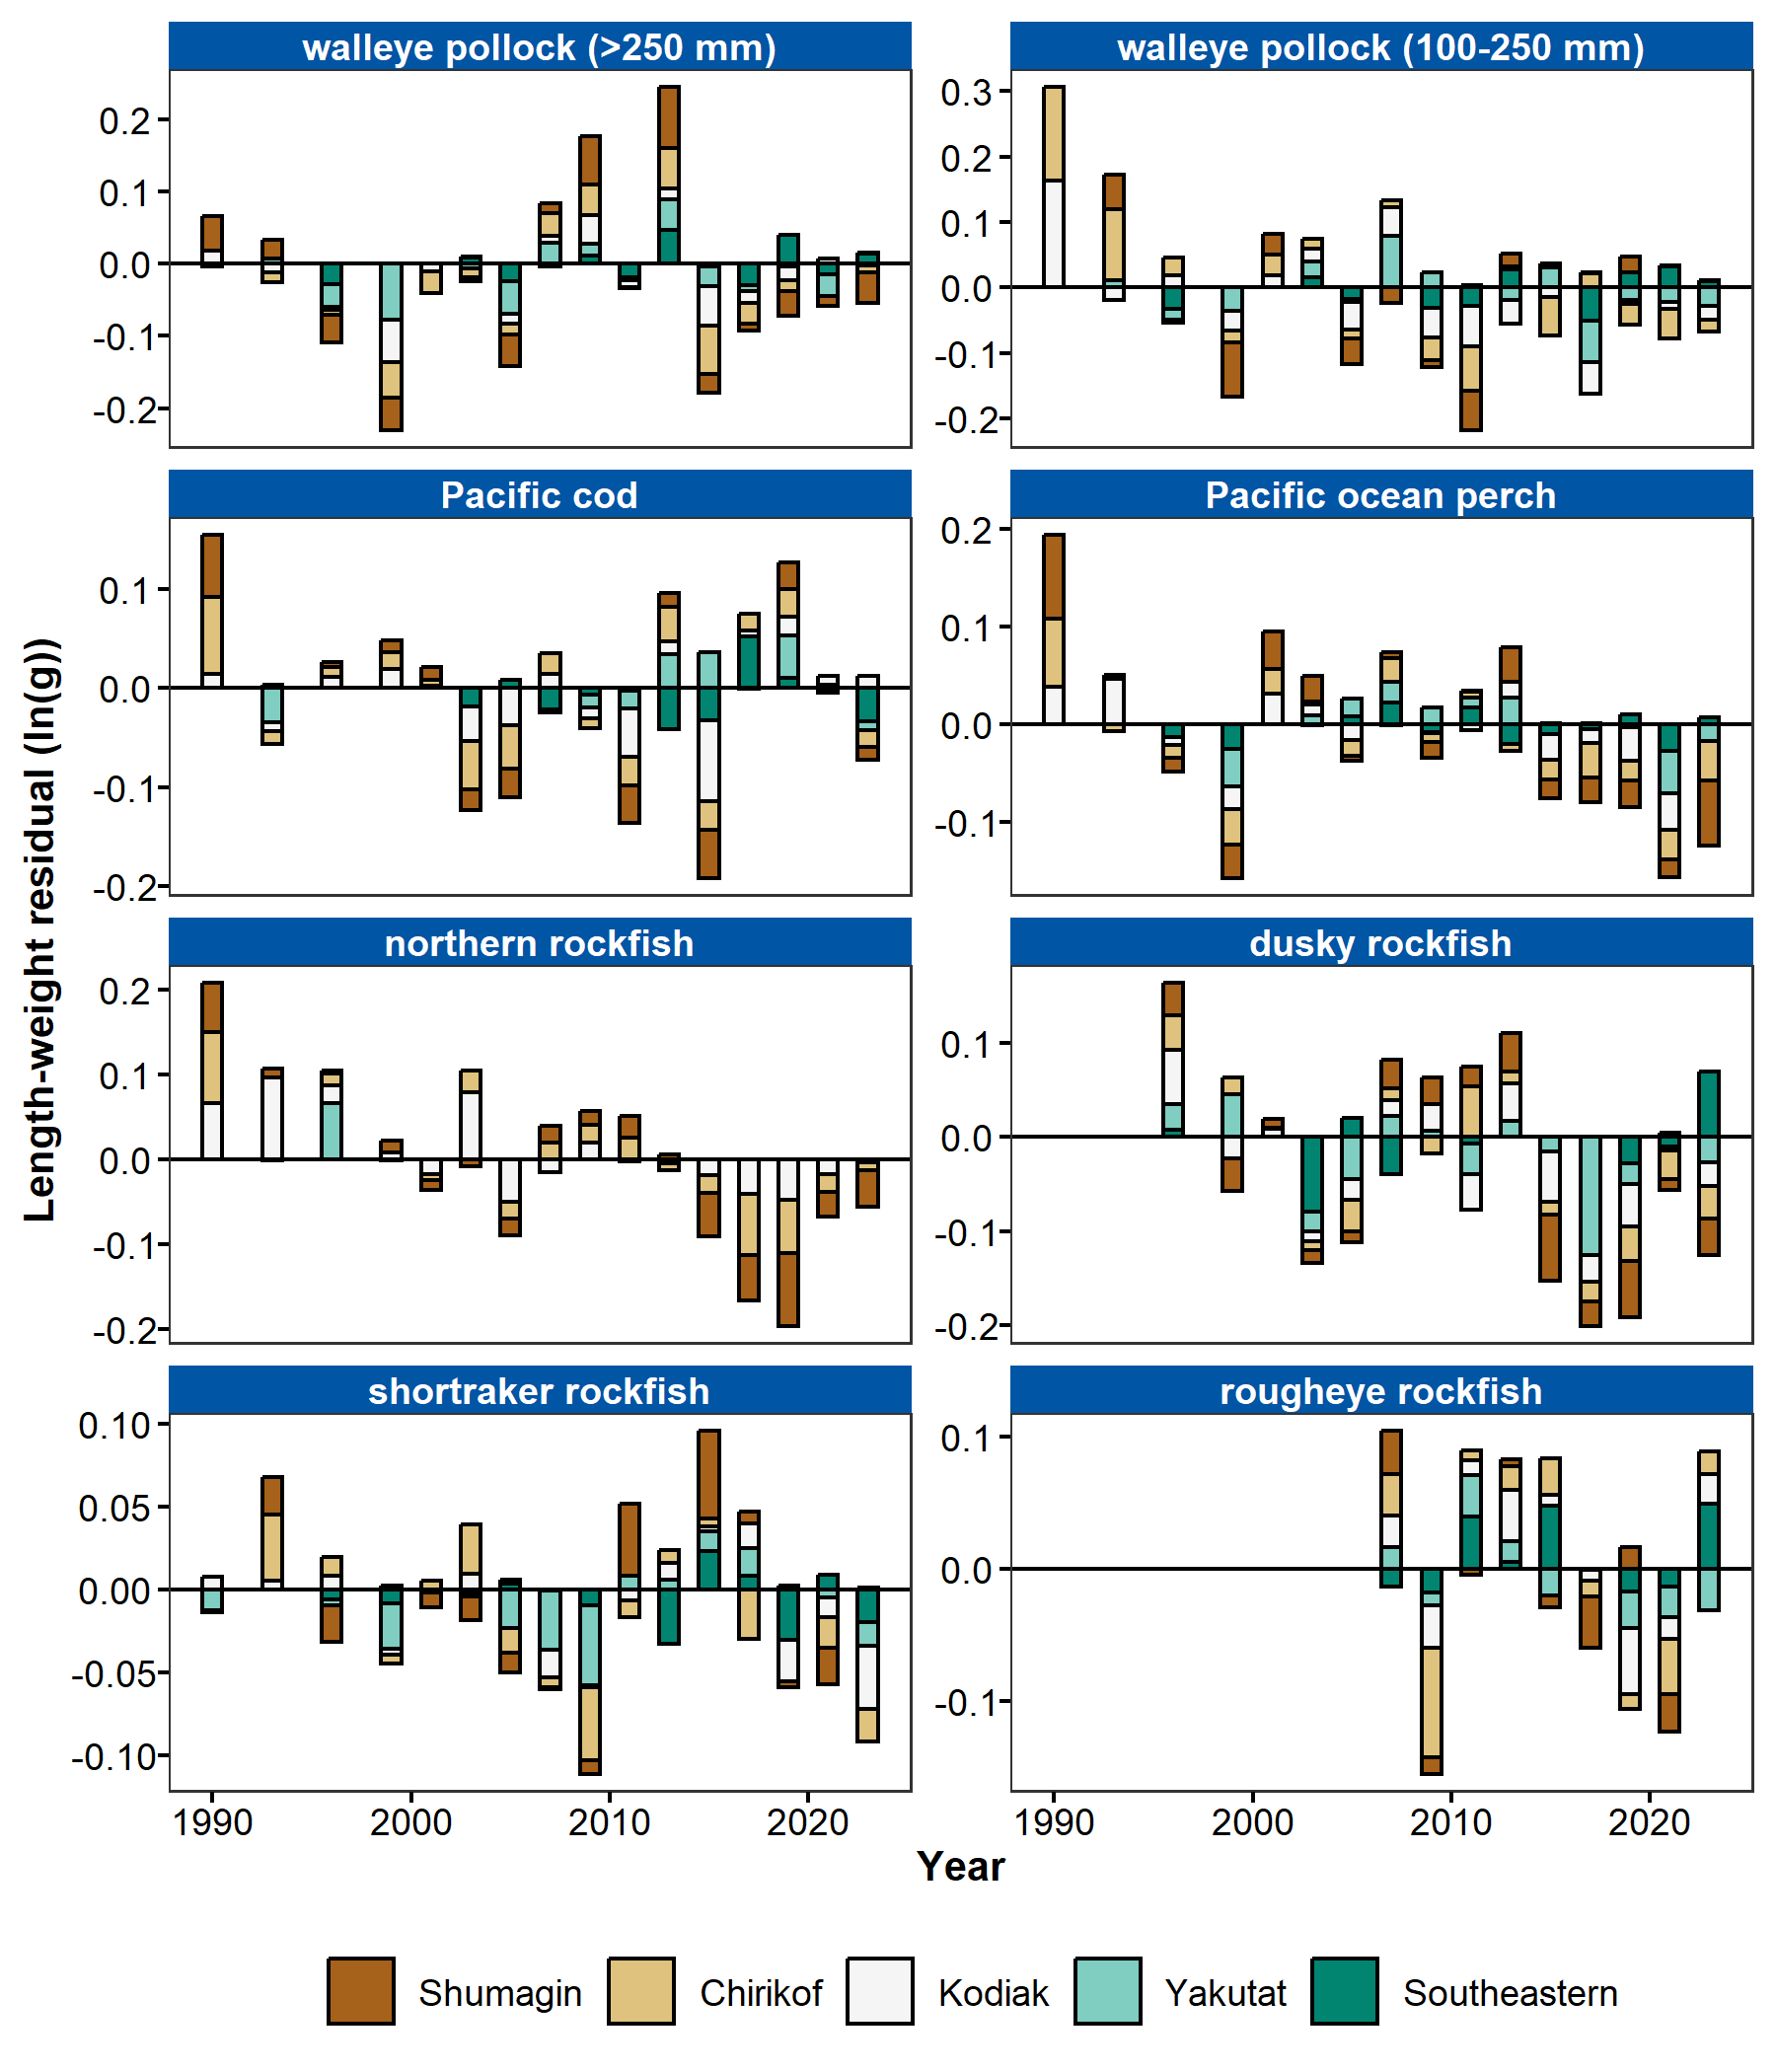 walleye pollock (>250 mm)
walleye pollock (100-250 mm)
0.2
0.1
0.0
-0.1
-0.2
0.3
0.2
0.1
0.0
-0.1
-0.2
Pacific cod
Pacific ocean perch
0.1
0.0
-0.1
-0.2
0.2
0.1
0.0
-0.1
northern rockfish
dusky rockfish
0.2
0.1
0.0
-0.1
-0.2
0.1
0.0
-0.1
-0.2
shortraker rockfish
rougheye rockfish
0.10
0.05
0.00
-0.05
-0.10
0.1
0.0
-0.1
1990 2000 2010 2020
1990 2000 2010 2020
Length-weight residual (ln(g))
Year
Shumagin Chirikof Kodiak Yakutat Southeastern